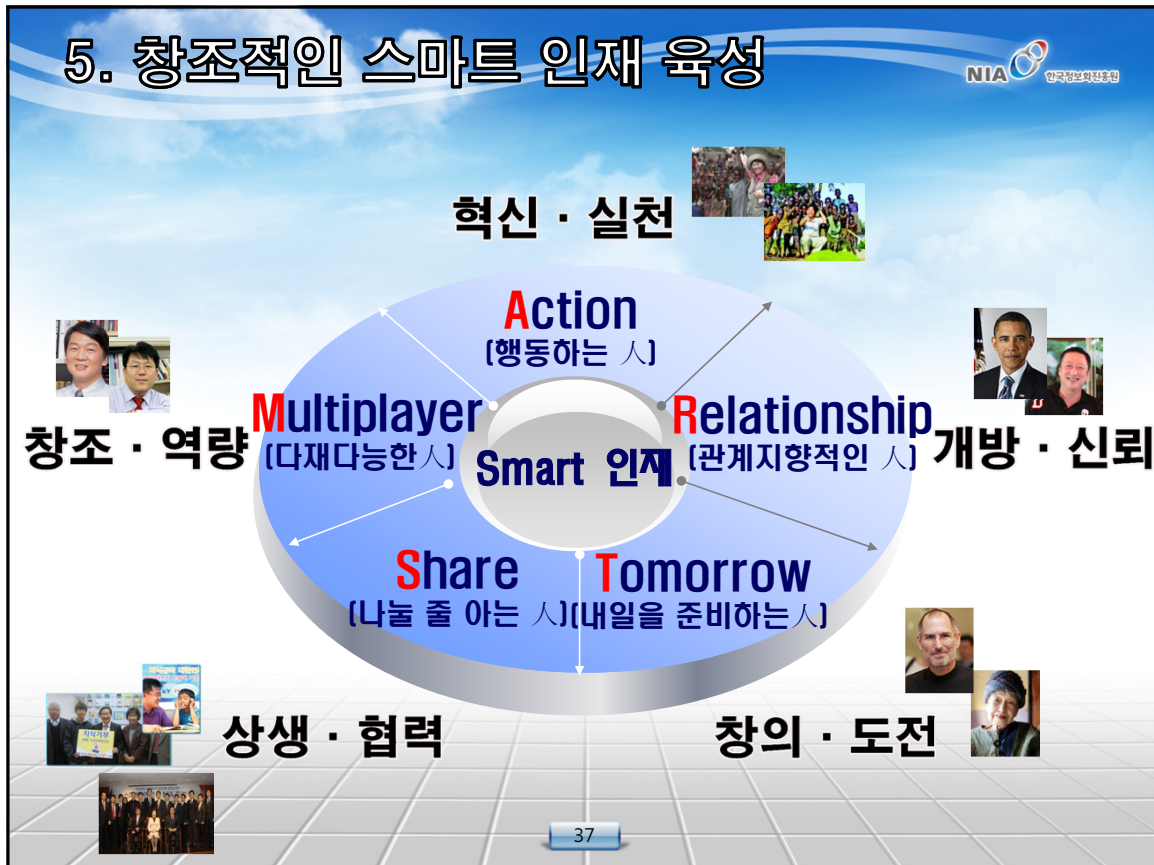 5. 창조적인 스마트 인재 육성
NIA 한국정보화진흥원
혁신 · 실천
Action
(행동하는 人)
창조 · 역량
Multiplayer
(다재다능한人)
Smart 인재
Relationship
(관계지향적인 人)
개방 · 신뢰
Share
(나눌 줄 아는 人)
Tomorrow
(내일을 준비하는人)
상생 · 협력
지식기부
창의 · 도전
37